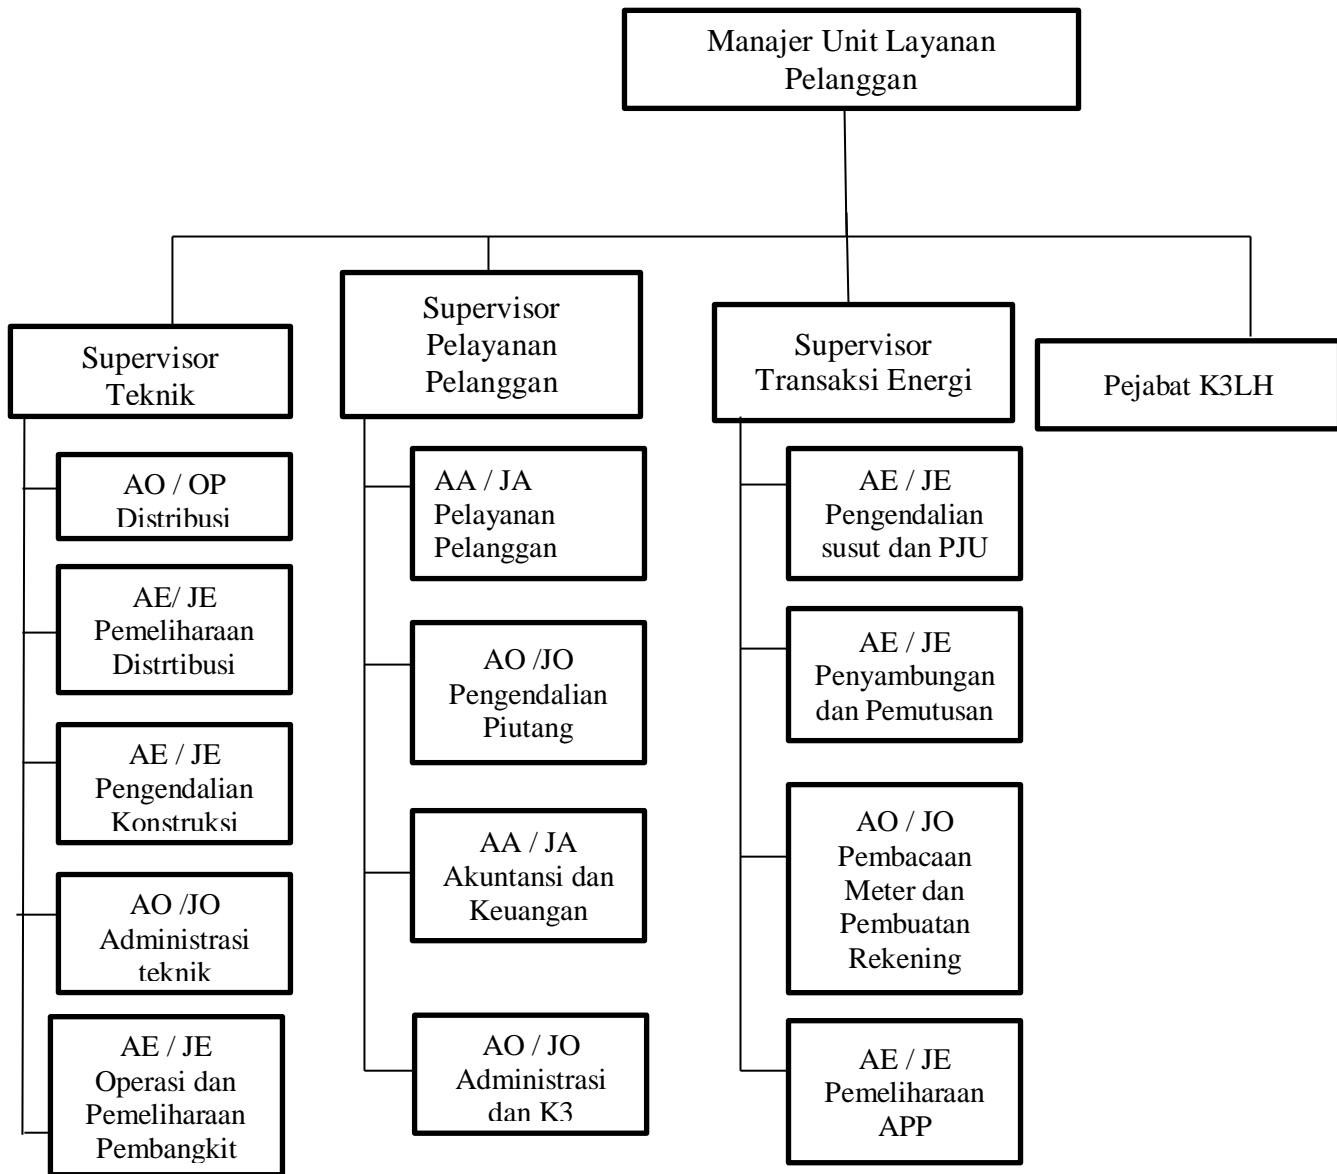 Manajer Unit Layanan
Pelanggan
Supervisor
Teknik
AO / OP
Distribusi
AE/ JE
Pemeliharaan
Distrtibusi
AE / JE
Pengendalian
Konstruksi
AO /JO
Administrasi
teknik
AE / JE
Operasi dan
Pemeliharaan
Pembangkit
Supervisor
Pelayanan
Pelanggan
AA / JA
Pelayanan
Pelanggan
AO /JO
Pengendalian
Piutang
AA / JA
Akuntansi dan
Keuangan
AO / JO
Administrasi
dan K3
Supervisor
Transaksi Energi
AE / JE
Pengendalian
susut dan PJU
AE / JE
Penyambungan
dan Pemutusan
AO / JO
Pembacaan
Meter dan
Pembuatan
Rekening
AE / JE
Pemeliharaan
APP
Pejabat K3LH